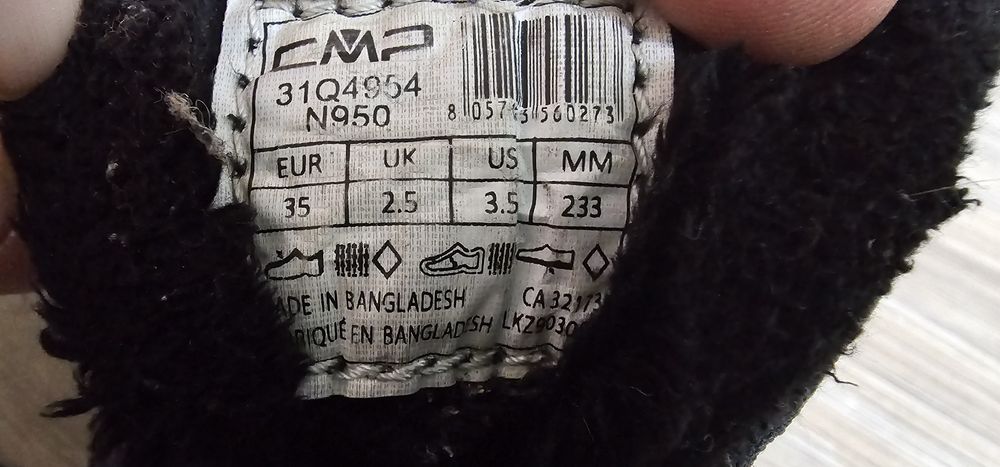 CMP
31Q4954
N950
8 057 3 560273
EUR UK US MM
35 2.5 3.5 233
ADE IN BANGLADESH
RIQUÉ EN BANGLADESH